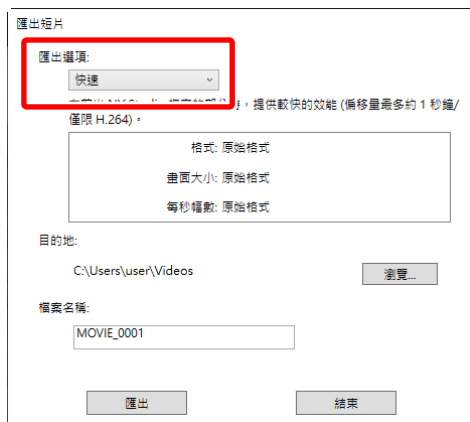 匯出短片
匯出選項:
快速
，提供較快的效能 (偏移量最多約 1 秒鐘/
僅限 H.264)。
格式: 原始格式
畫面大小: 原始格式
每秒幅數: 原始格式
目的地:
C:\Users\user\Videos
瀏覽...
檔案名稱:
MOVIE_0001
匯出
結束